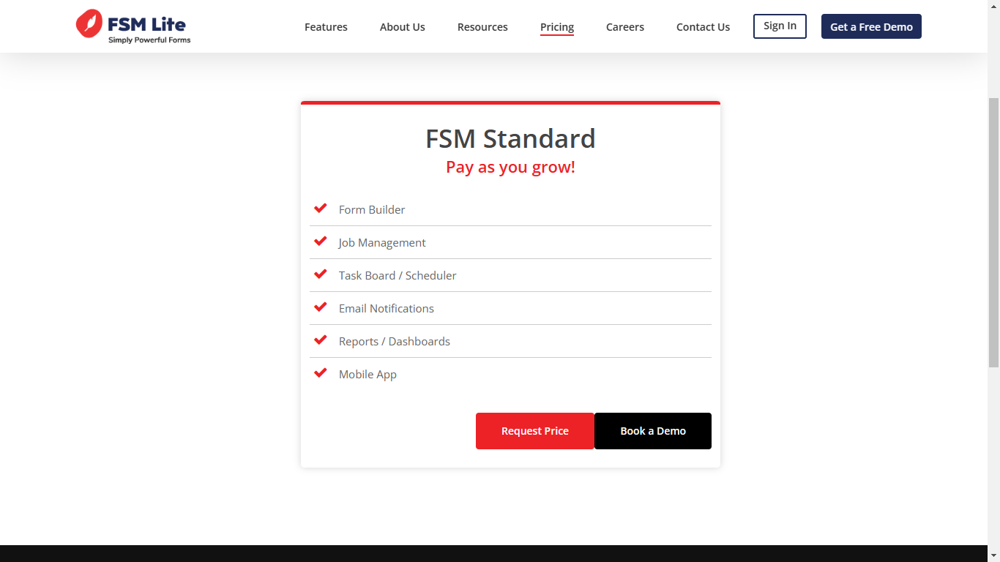 FSM Lite
Simply Powerful Forms
Features About Us Resources Pricing Careers Contact Us Sign In Get a Free Demo
FSM Standard
Pay as you grow!
Form Builder
Job Management
Task Board / Scheduler
Email Notifications
Reports / Dashboards
Mobile App
Request Price Book a Demo